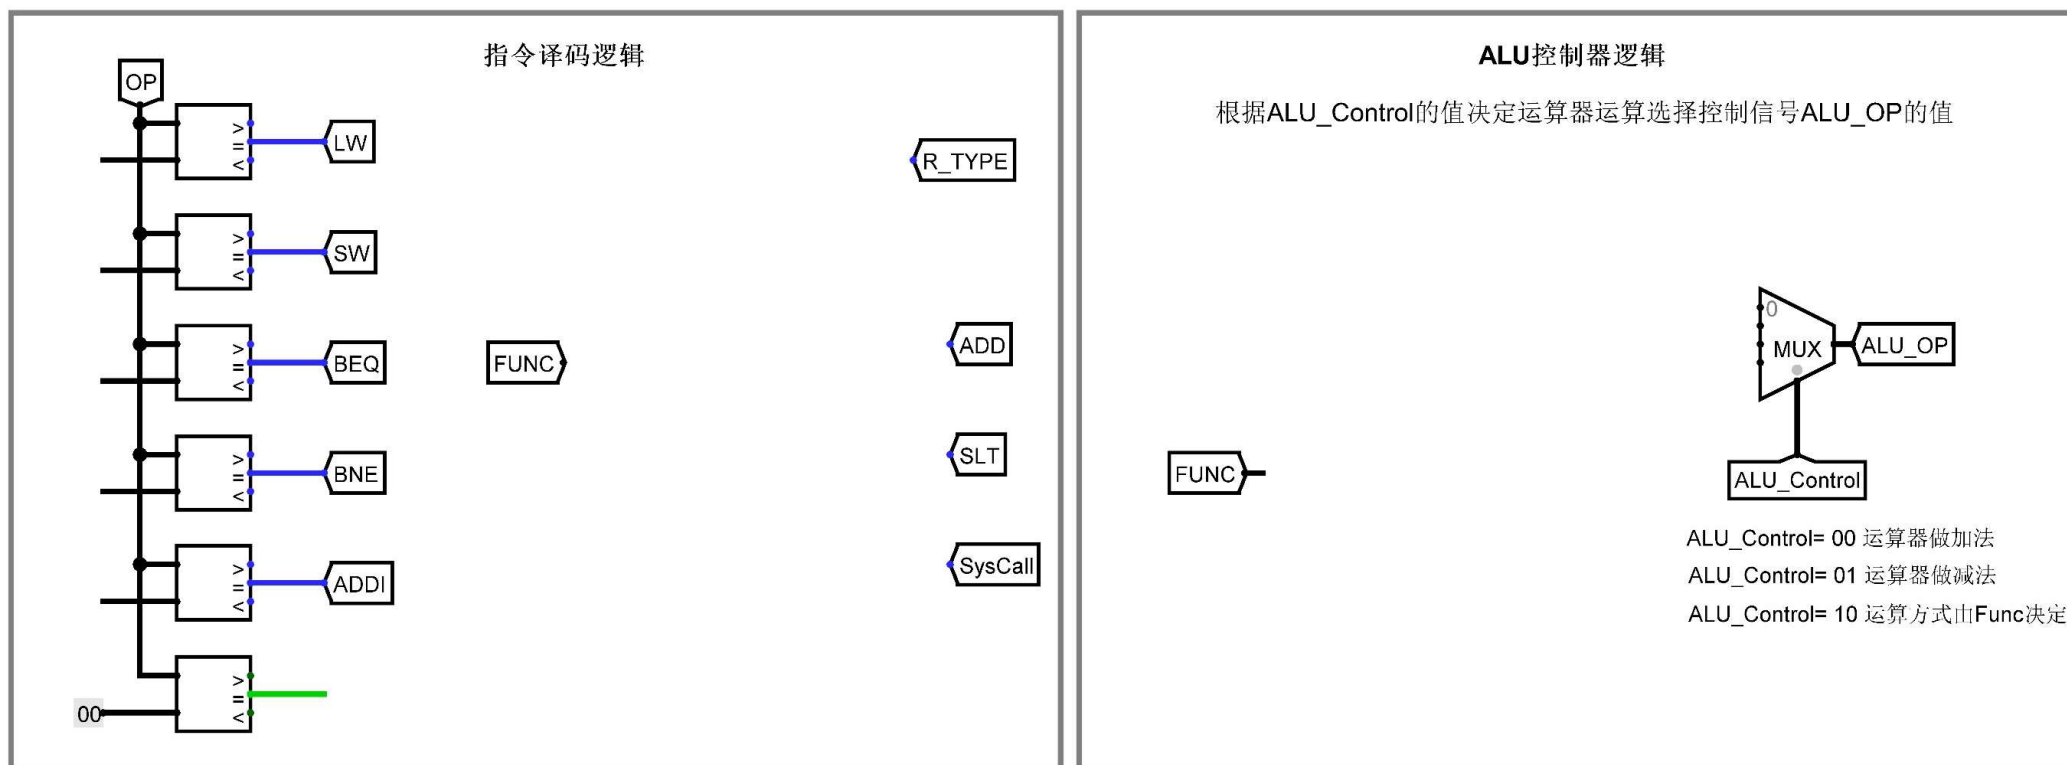 指令译码逻辑
OP
>
=
<
LW
>
=
<
SW
>
=
<
BEQ
>
=
<
BNE
>
=
<
ADDI
00
>
=
<
FUNC
R_TYPE
ADD
SLT
SysCall
ALU控制器逻辑
根据ALU_Control的值决定运算器运算选择控制信号ALU_OP的值
FUNC
0
MUX
ALU_OP
ALU_Control
ALU_Control= 00 运算器做加法
ALU_Control= 01 运算器做减法
ALU_Control= 10 运算方式由Func决定